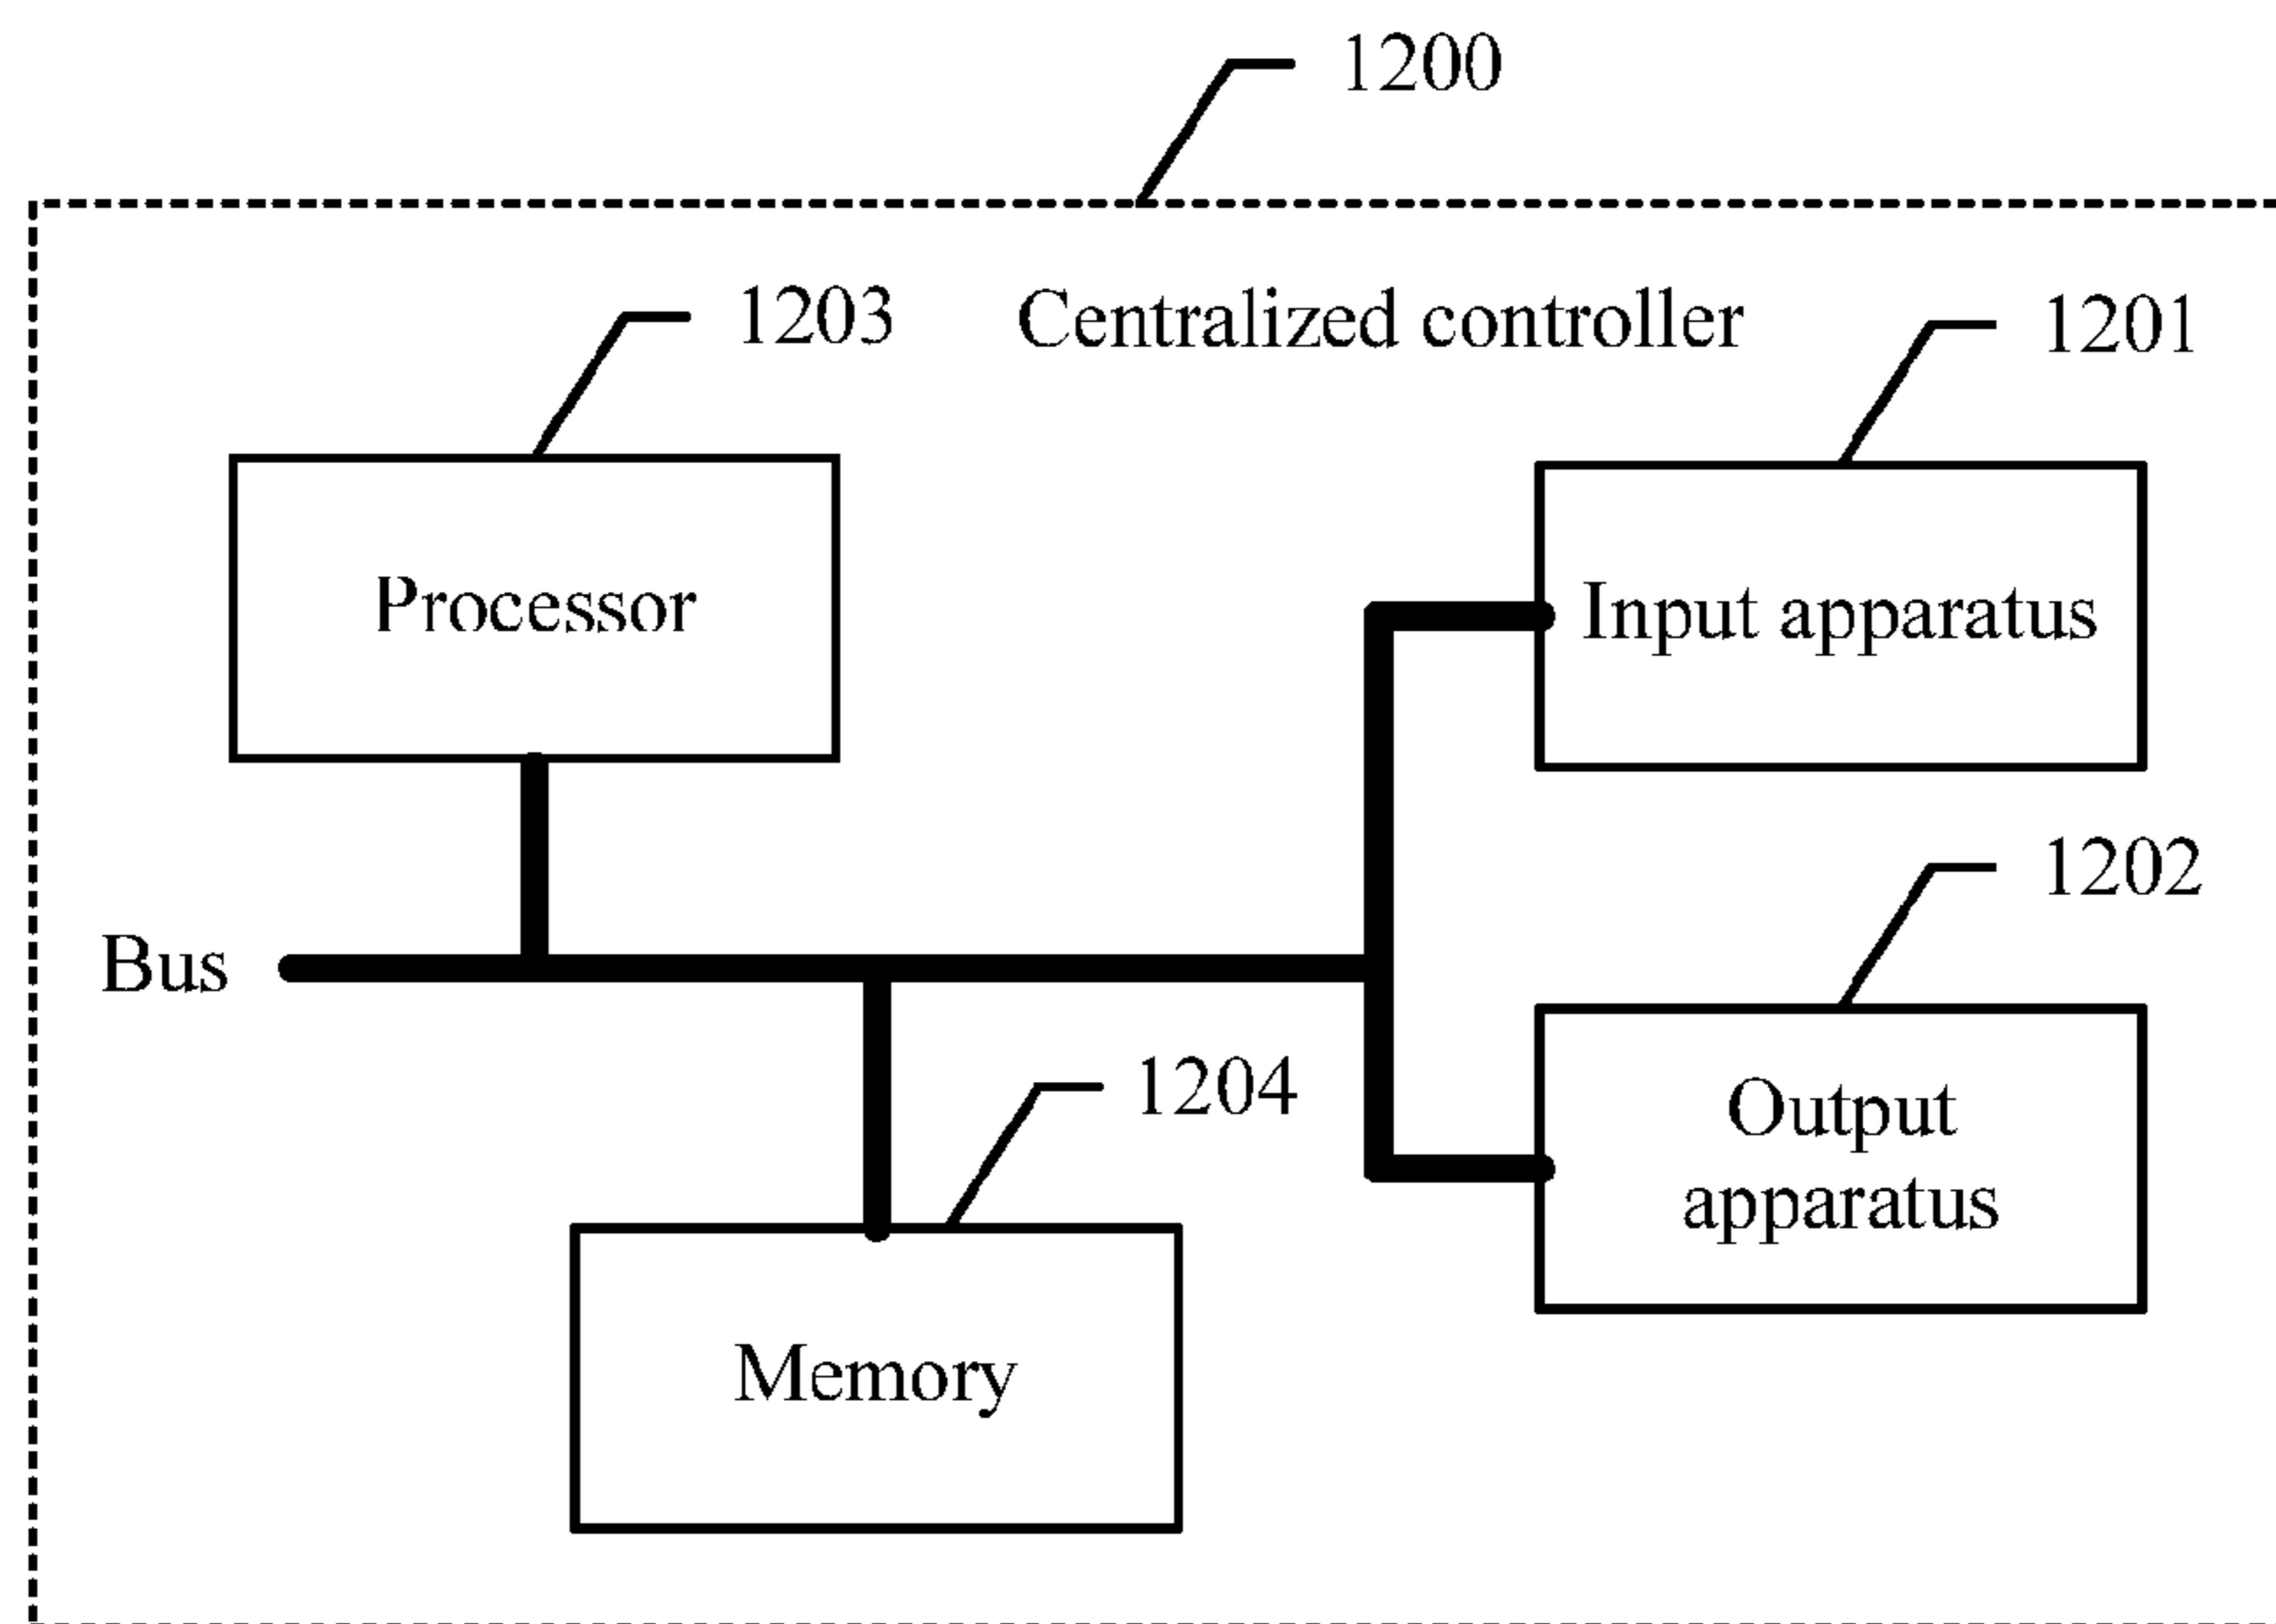 1200
1203
Centralized controller
1201
Processor
Input apparatus
1202
Bus
1204
Output
apparatus
Memory